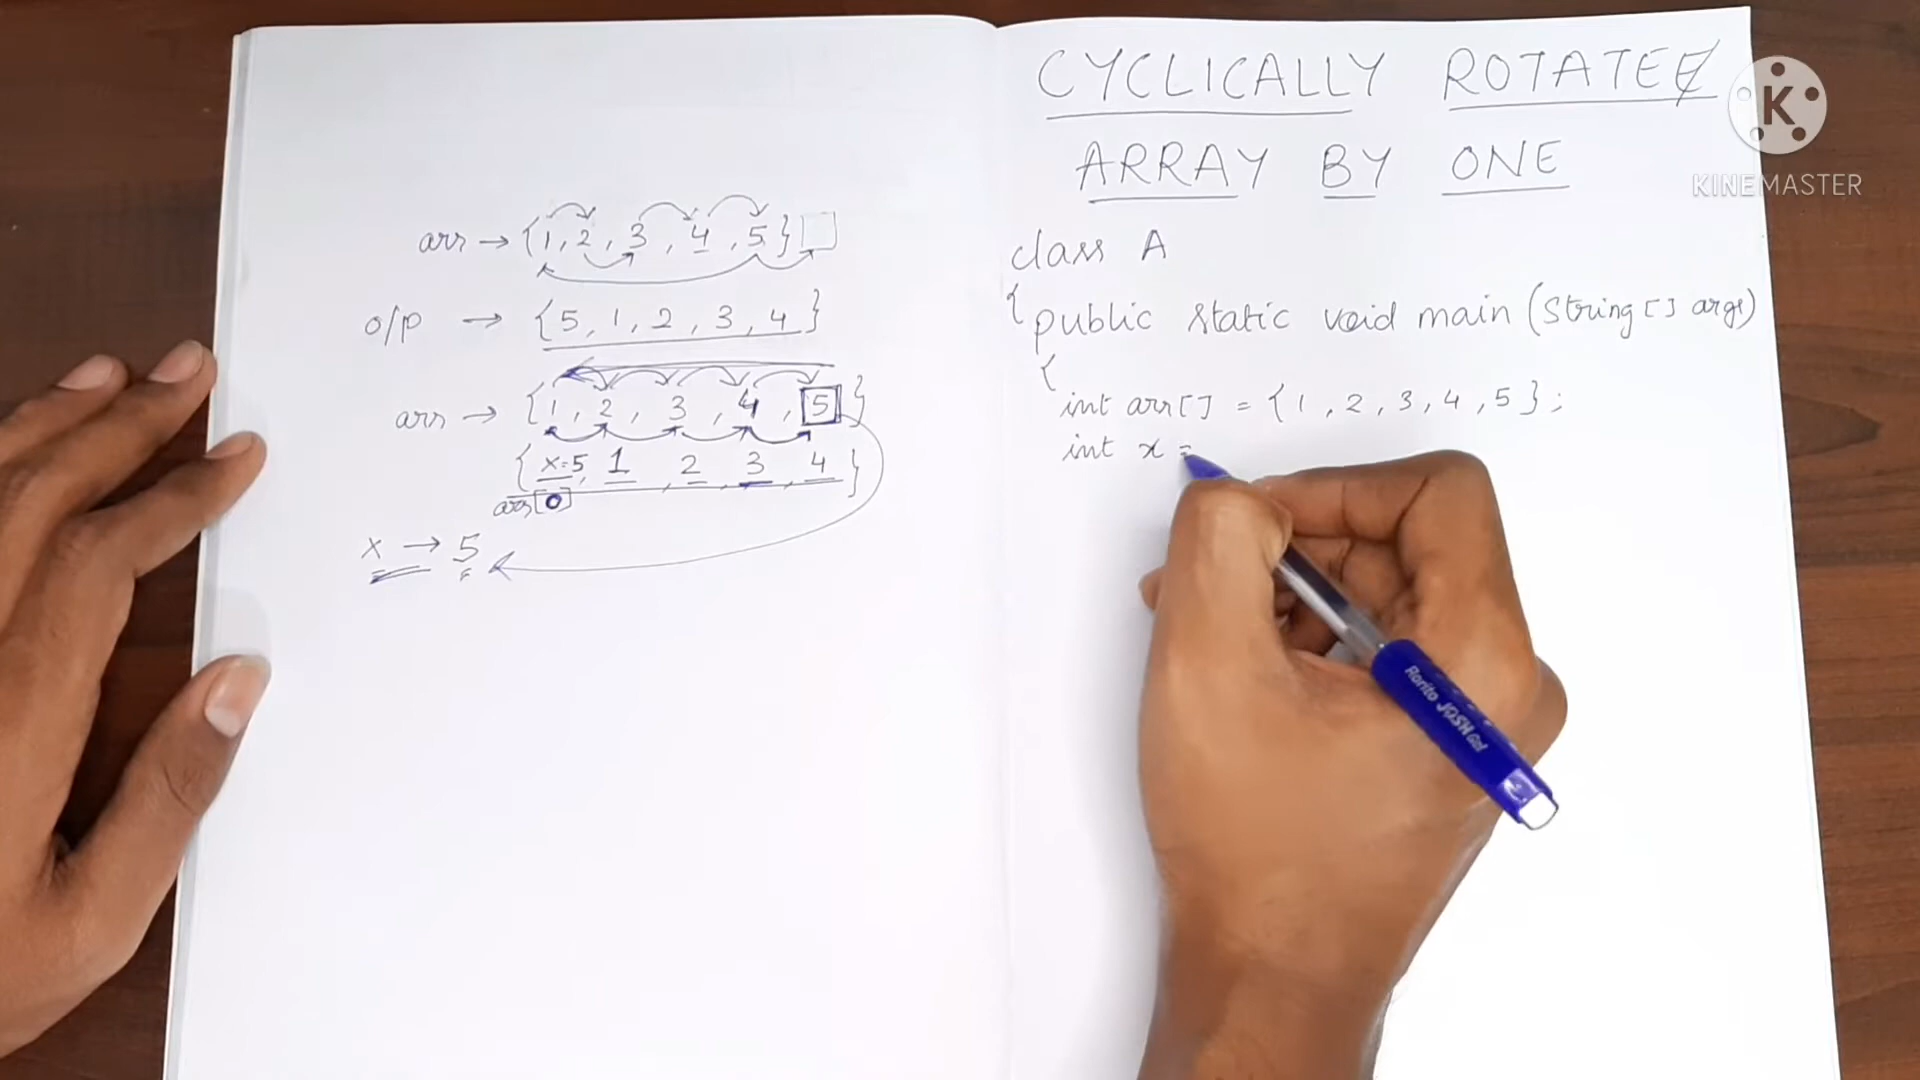 arr → {1, 2, 3, 4, 5}
o/p → {5, 1, 2, 3, 4}
arr → {1, 2, 3, 4, 5}
{x=5, 1, 2, 3, 4}
arr[0]
x → 5
CYCLICALLY ROTATE
ARRAY BY ONE
class A
{
public static void main (String [] args)
{
int arr[] = {1, 2, 3, 4, 5};
int x =
K
KINEMASTER
Rorito JOSH Gel